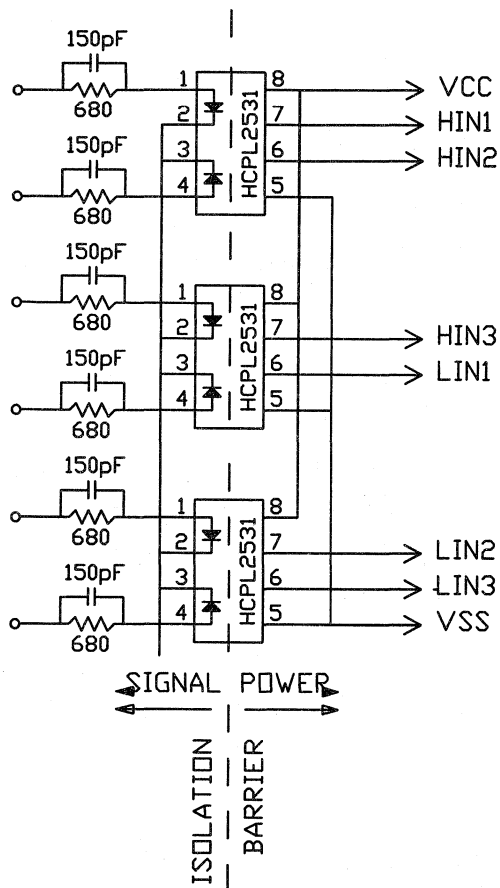 150pF
680
1
2
3
4
HCPL2531
8
7
6
5
VCC
HIN1
HIN2
150pF
680
150pF
680
1
2
3
4
HCPL2531
8
7
6
5
HIN3
LIN1
150pF
680
150pF
680
1
2
3
4
HCPL2531
8
7
6
5
LIN2
LIN3
VSS
150pF
680
SIGNAL POWER
ISOLATION
BARRIER